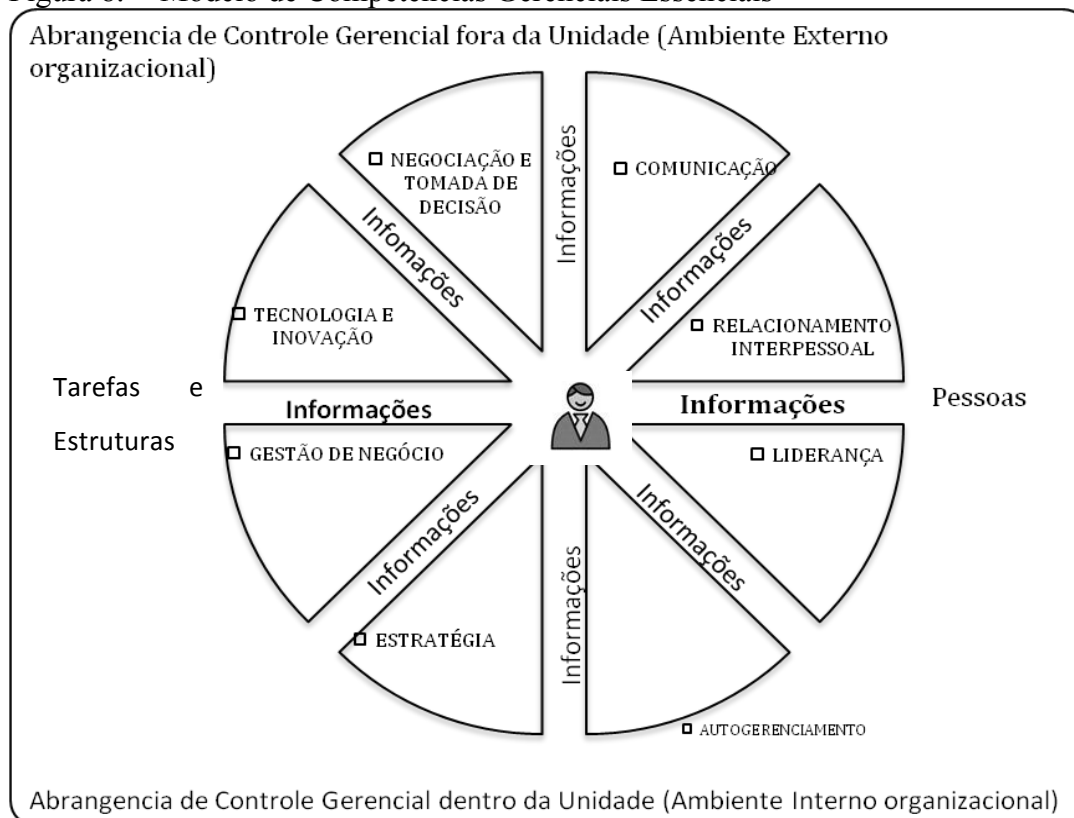 Abrangencia de Controle Gerencial fora da Unidade (Ambiente Externo
organizacional)
NEGOCIAÇÃO E
TOMADA DE
DECISÃO
Informações
COMUNICAÇÃO
Informações
Informações
TECNOLOGIA E
INOVAÇÃO
RELACIONAMENTO
INTERPESSOAL
Tarefas e
Estruturas
Informações
Informações
Pessoas
GESTÃO DE NEGÓCIO
LIDERANÇA
Informações
Informações
Informações
ESTRATÉGIA
AUTOGERENCIAMENTO
Abrangencia de Controle Gerencial dentro da Unidade (Ambiente Interno organizacional)